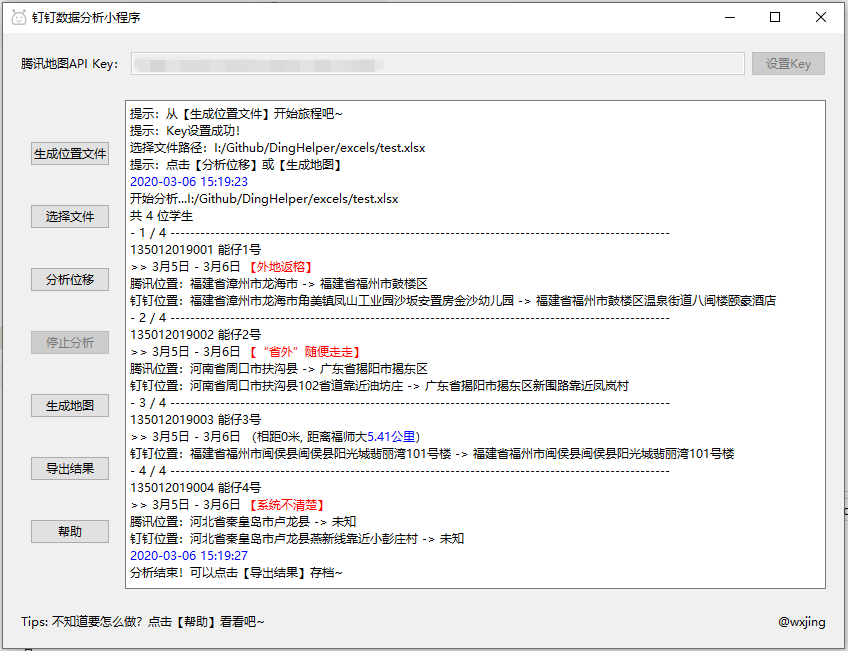 钉钉数据分析小程序
腾讯地图API Key:
设置Key
提示：从【生成位置文件】开始旅程吧~
提示：Key设置成功!
选择文件路径：I:/Github/DingHelper/excels/test.xlsx
提示：点击【分析位移】或【生成地图】
2020-03-06 15:19:23
开始分析...I:/Github/DingHelper/excels/test.xlsx
共 4 位学生
- 1 / 4 ------------------------------------------------------------------------------------
135012019001 能仔1号
>> 3月5日 - 3月6日 【外地返榕】
腾讯位置：福建省漳州市龙海市 -> 福建省福州市鼓楼区
钉钉位置：福建省漳州市龙海市角美镇凤山工业园沙坂安置房金沙幼儿园 -> 福建省福州市鼓楼区温泉街道八闽楼颐豪酒店
- 2 / 4 ------------------------------------------------------------------------------------
135012019002 能仔2号
>> 3月5日 - 3月6日 【“省外”随便走走】
腾讯位置：河南省周口市扶沟县 -> 广东省揭阳市揭东区
钉钉位置：河南省周口市扶沟县102省道靠近油坊庄 -> 广东省揭阳市揭东区新围路靠近凤岚村
- 3 / 4 ------------------------------------------------------------------------------------
135012019003 能仔3号
>> 3月5日 - 3月6日 （相距0米, 距离福师大5.41公里）
钉钉位置：福建省福州市闽侯县闽侯县阳光城翡丽湾101号楼 -> 福建省福州市闽侯县闽侯县阳光城翡丽湾101号楼
- 4 / 4 ------------------------------------------------------------------------------------
135012019004 能仔4号
>> 3月5日 - 3月6日 【系统不清楚】
腾讯位置：河北省秦皇岛市卢龙县 -> 未知
钉钉位置：河北省秦皇岛市卢龙县燕新线靠近小彭庄村 -> 未知
2020-03-06 15:19:27
分析结束！可以点击【导出结果】存档~
生成位置文件
选择文件
分析位移
停止分析
生成地图
导出结果
帮助
Tips: 不知道要怎么做？点击【帮助】看看吧~
@wxjing